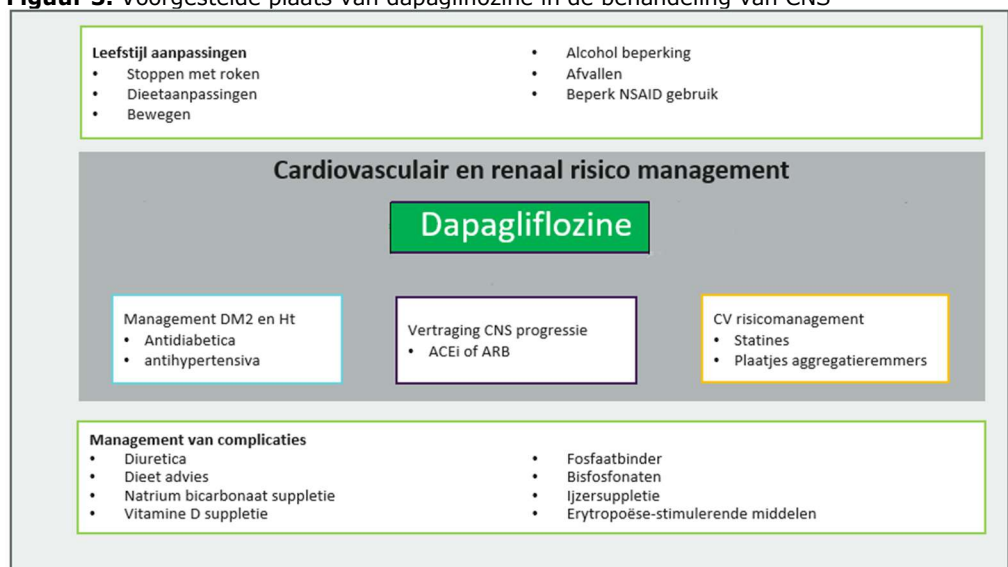 Figuur 3. Voorgestelde plaats van dapagliflozine in de behandeling van CNS
Leefstijl aanpassingen
• Stoppen met roken
• Dieetaanpassingen
• Bewegen
• Alcohol beperking
• Afvallen
• Beperk NSAID gebruik
Cardiovasculair en renaal risico management
Dapagliflozine
Management DM2 en Ht
• Antidiabetica
• antihypertensiva
Vertraging CNS progressie
• ACEi of ARB
CV risicomanagement
• Statines
• Plaatjes aggregatieremmers
Management van complicaties
• Diuretica
• Dieet advies
• Natrium bicarbonaat suppletie
• Vitamine D suppletie
• Fosfaatbinder
• Bisfosfonaten
• Ijzersuppletie
• Erytropoëse-stimulerende middelen